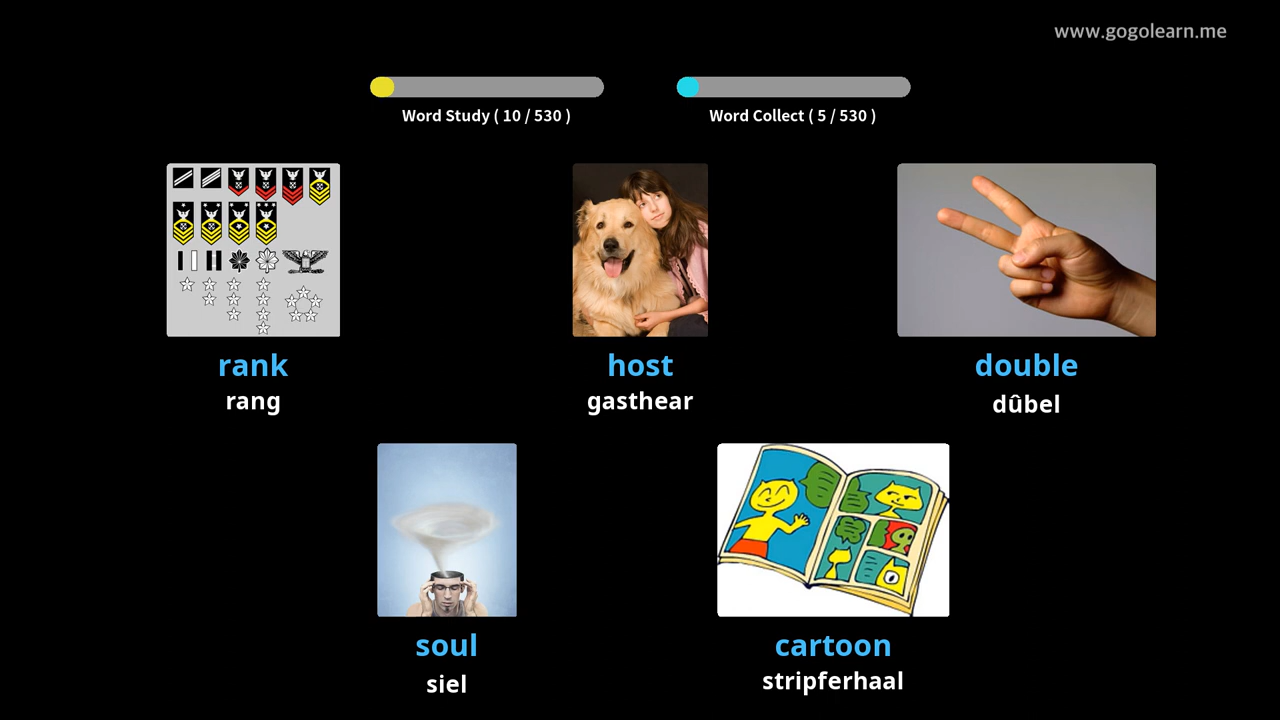 www.gogolearn.me
Word Study ( 10 / 530 )
Word Collect ( 5 / 530 )
rank
rang
host
gasthear
double
dûbel
soul
siel
cartoon
stripferhaal